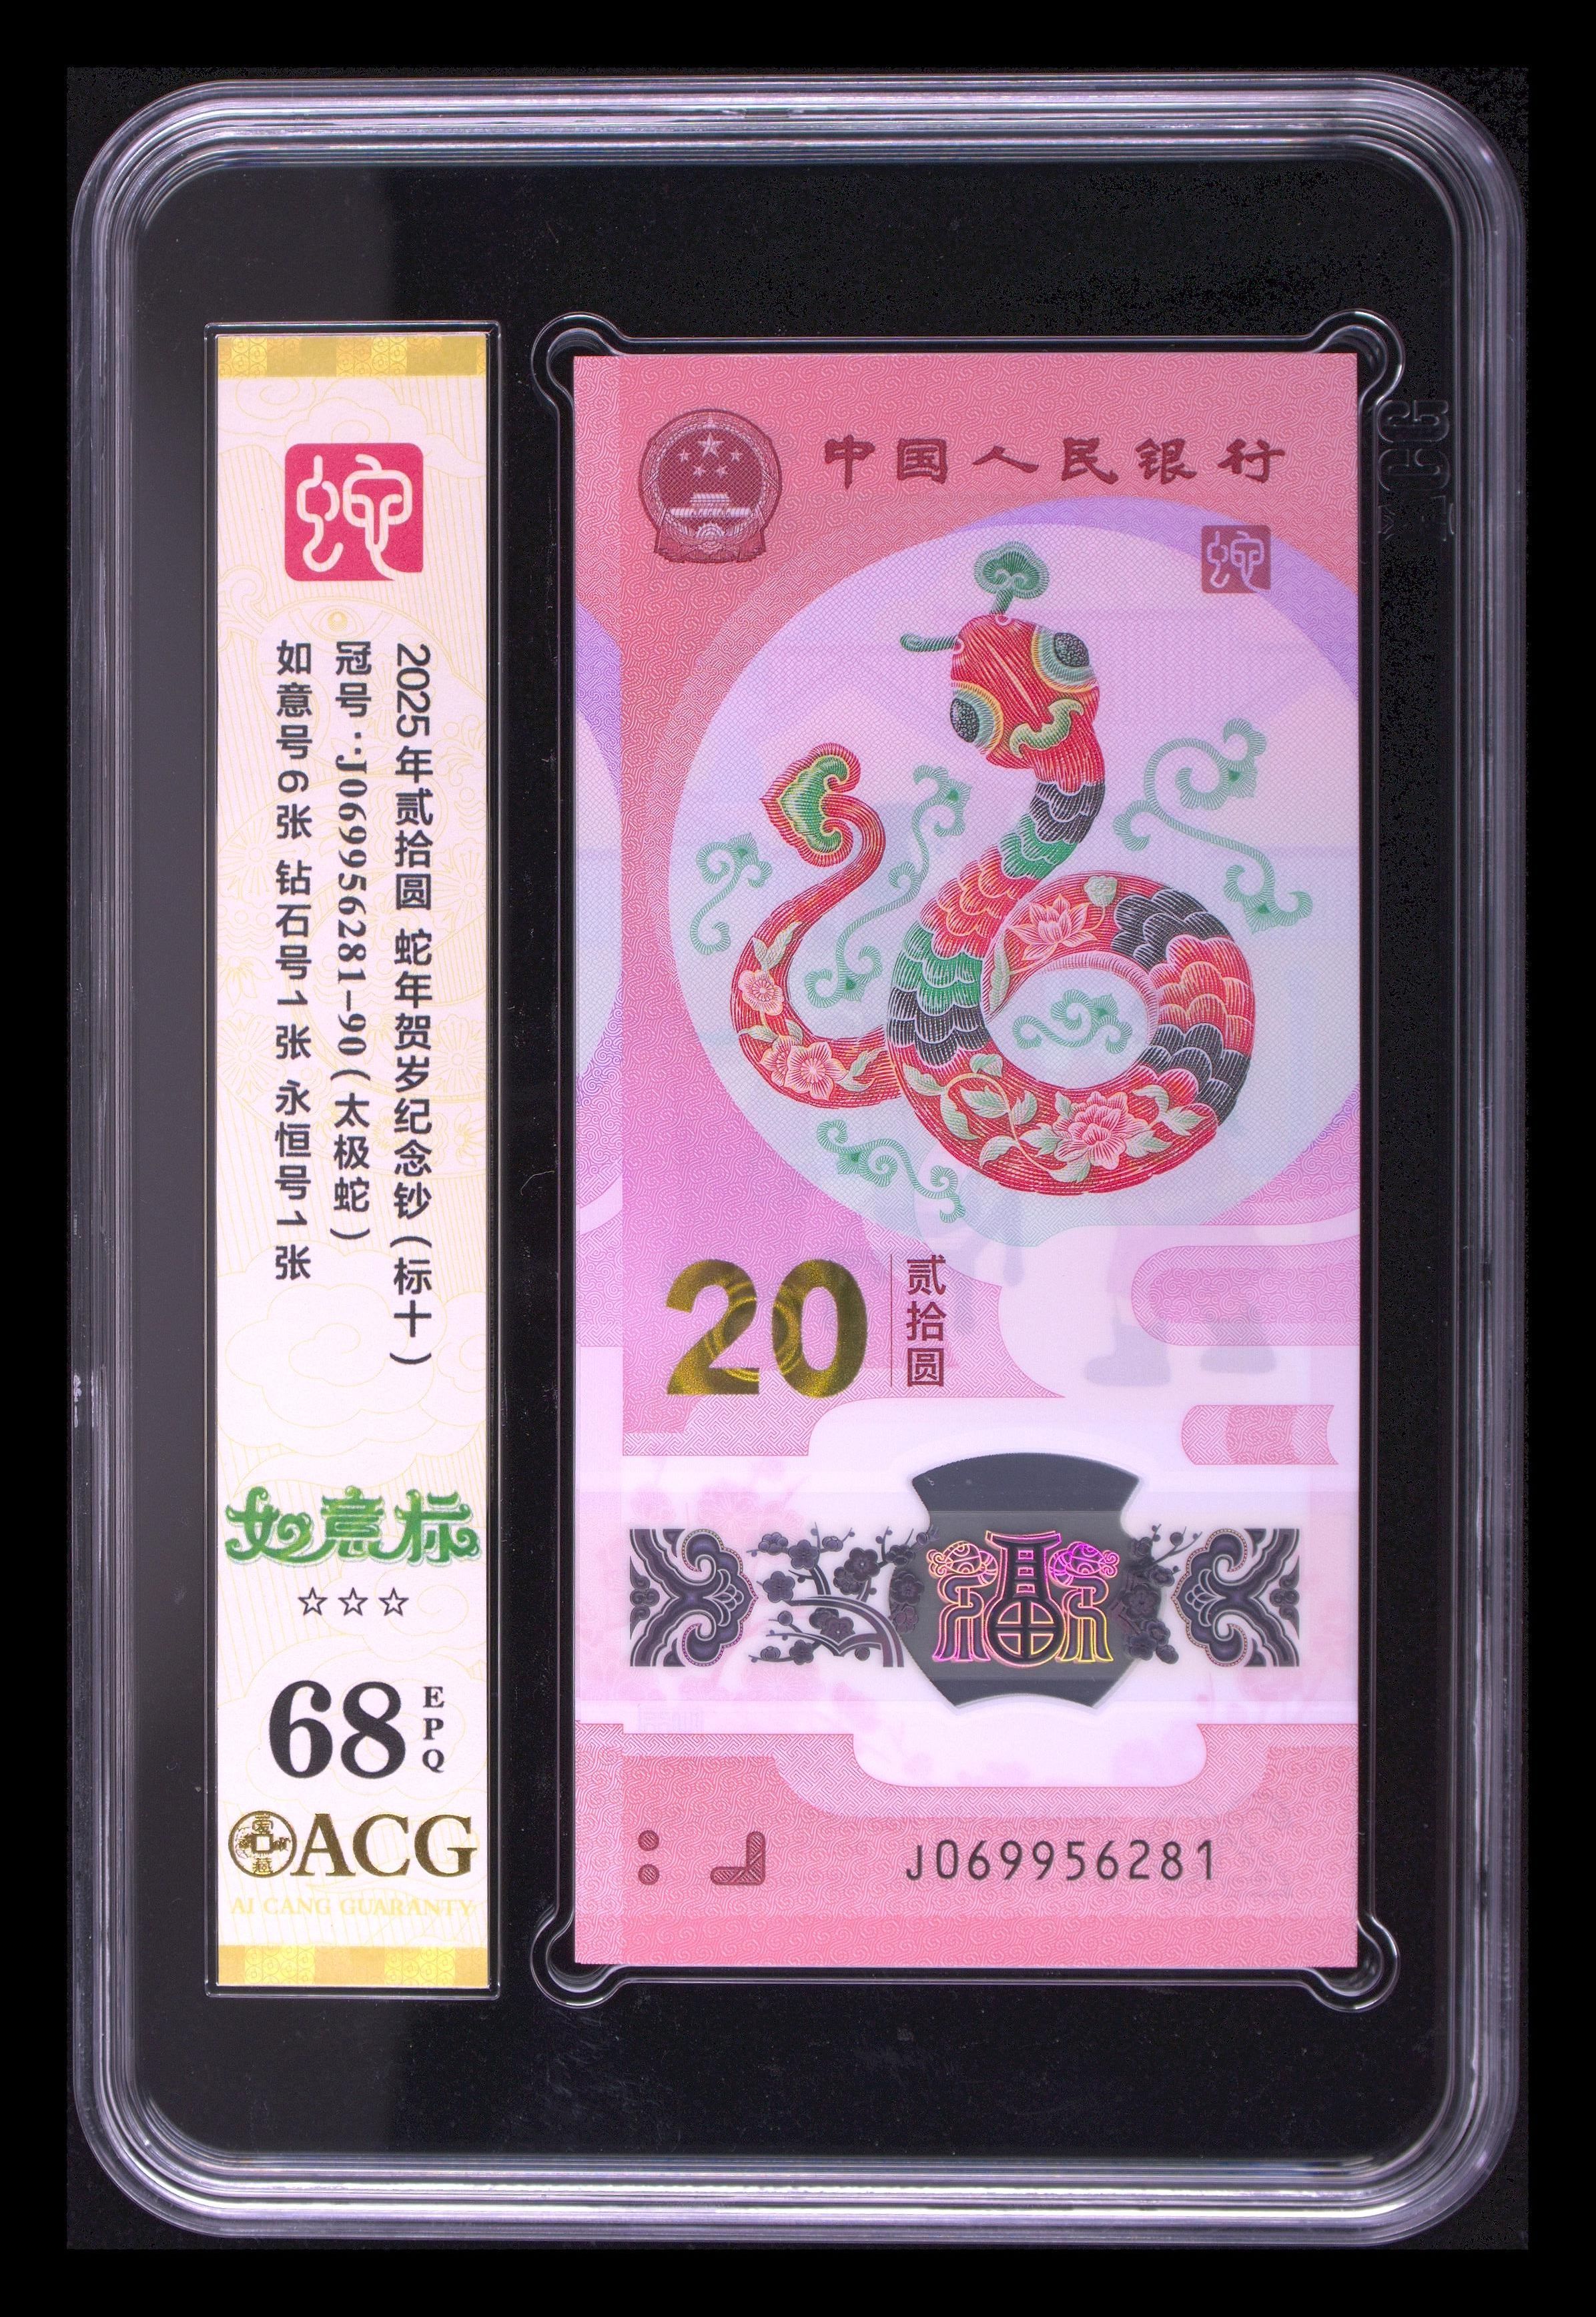 蛇
2025年贰拾圆 蛇年贺岁纪念钞(标十)
冠号:J069956281-90(太极蛇)
如意号6张 钻石号1张 永恒号1张
如意标
☆☆☆
68
EPQ
ACG
AI CANG GUARANTY
中国人民银行
蛇
20
贰拾圆
福
J069956281